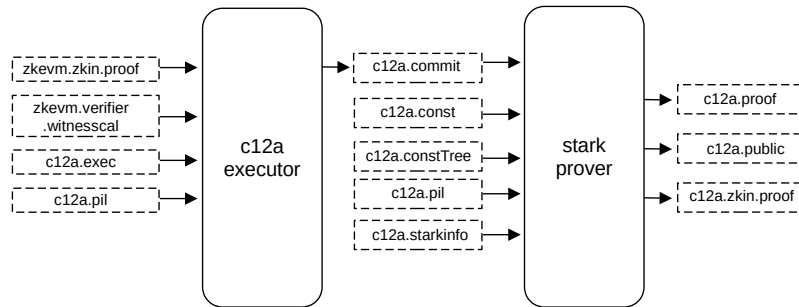 zkevm.zkin.proof
zkevm.verifier
.witnesscal
c12a.exec
c12a.pil
c12a
executor
c12a.commit
c12a.const
c12a.constTree
c12a.pil
c12a.starkinfo
stark
prover
c12a.proof
c12a.public
c12a.zkin.proof